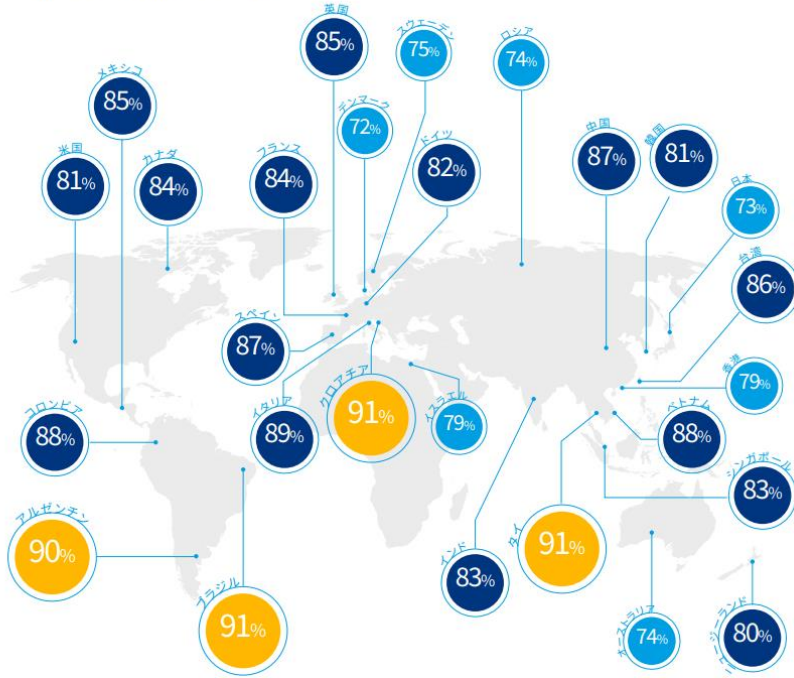 英国
85%
スウェーデン
75%
ロシア
74%
メキシコ
85%
デンマーク
72%
米国
81%
カナダ
84%
フランス
84%
ドイツ
82%
中国
87%
韓国
81%
日本
73%
台湾
86%
スペイン
87%
香港
79%
コロンビア
88%
イタリア
89%
クロアチア
91%
イスラエル
79%
ベトナム
88%
シンガポール
83%
アルゼンチン
90%
ブラジル
91%
インド
83%
タイ
91%
オーストラリア
74%
ニュージーランド
80%